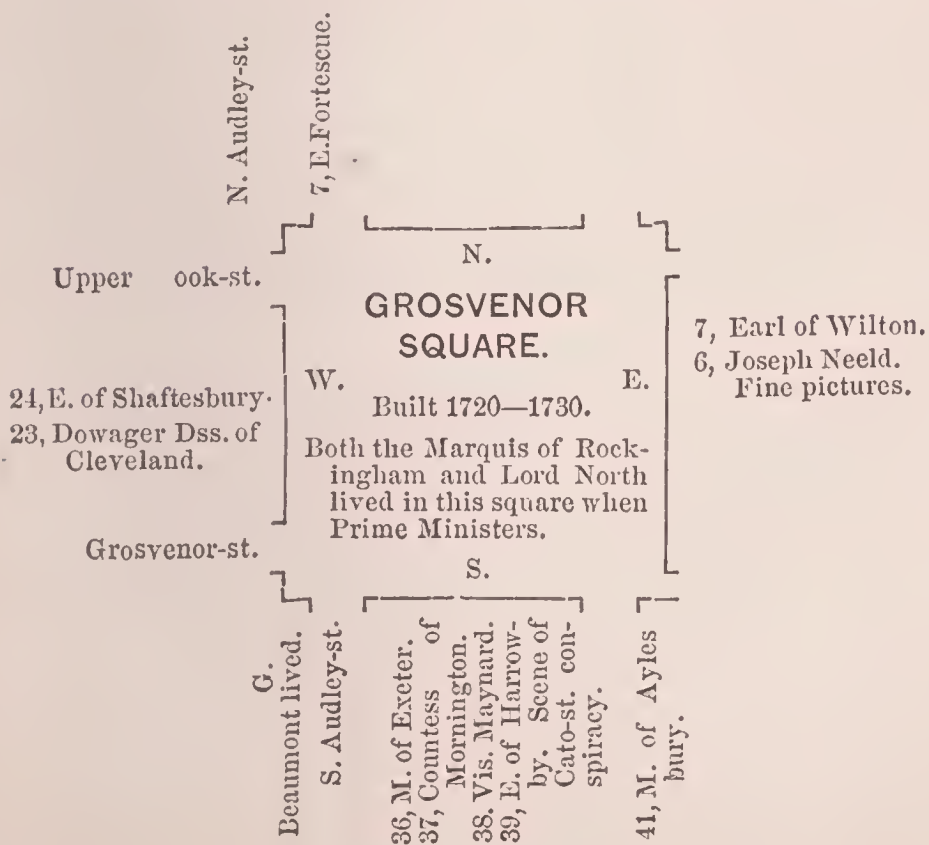 N. Audley-st.
7, E. Fortescue.
N.
Upper ook-st.
GROSVENOR
SQUARE.
7, Earl of Wilton.
6, Joseph Neeld.
Fine pictures.
W.
E.
24, E. of Shaftesbury.
23, Dowager Dss. of
Cleveland.
Built 1720—1730.
Both the Marquis of Rock-
ingham and Lord North
lived in this square when
Prime Ministers.
Grosvenor-st.
S.
G.
Beaumont lived.
S. Audley-st.
36, M. of Exeter.
37, Countess of
Mornington.
38. Vis. Maynard.
39, E. of Harrow-
by. Scene of
Cato-st. con-
spiracy.
41, M. of Ayles
bury.